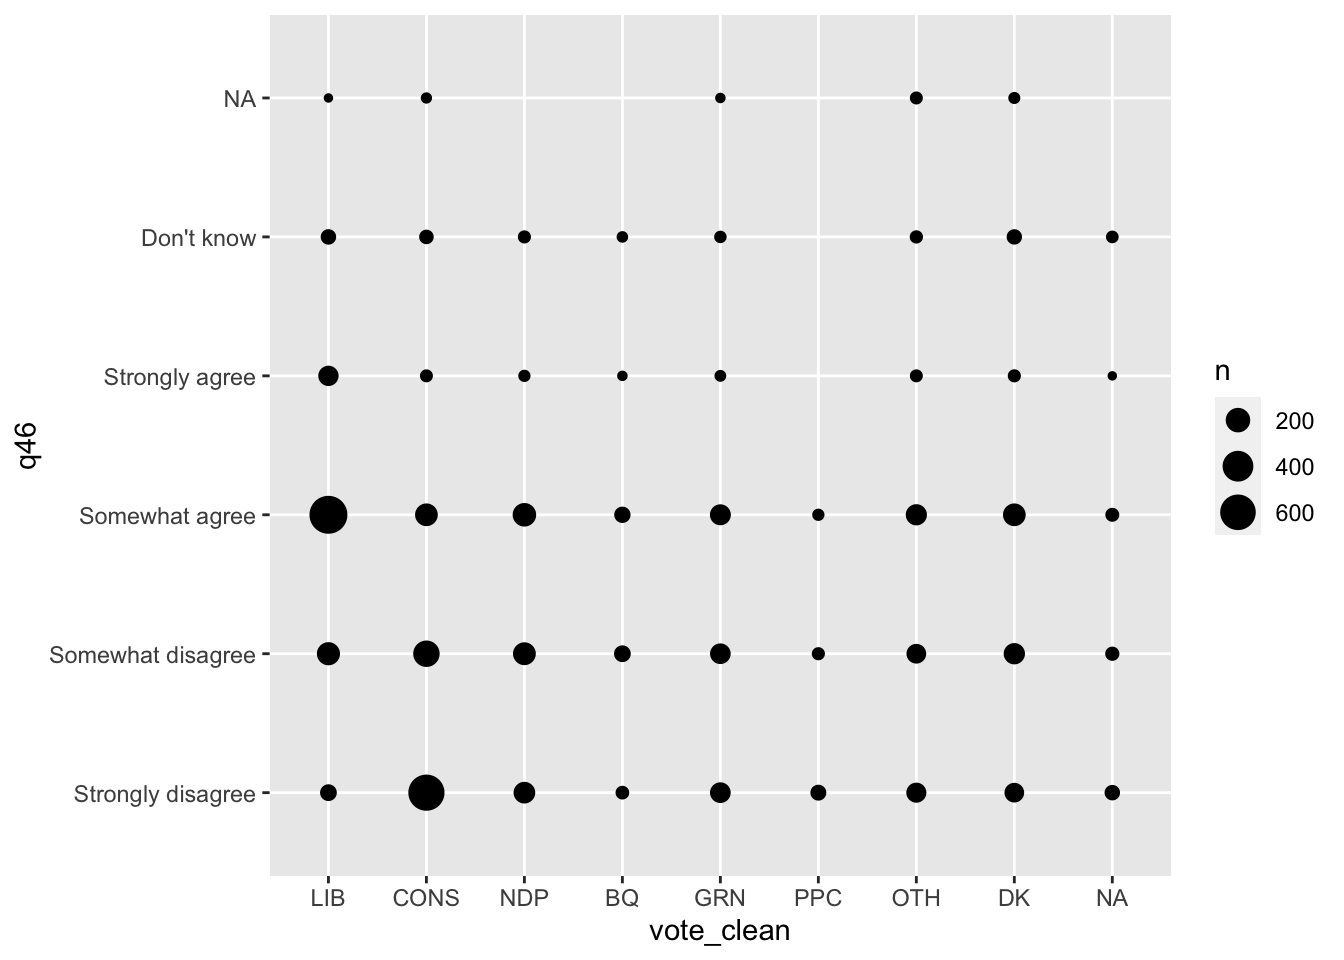 NA
Don't know
Strongly agree
Somewhat agree
Somewhat disagree
Strongly disagree
q46
LIB CONS NDP BQ GRN PPC OTH DK NA
vote_clean
n
200
400
600